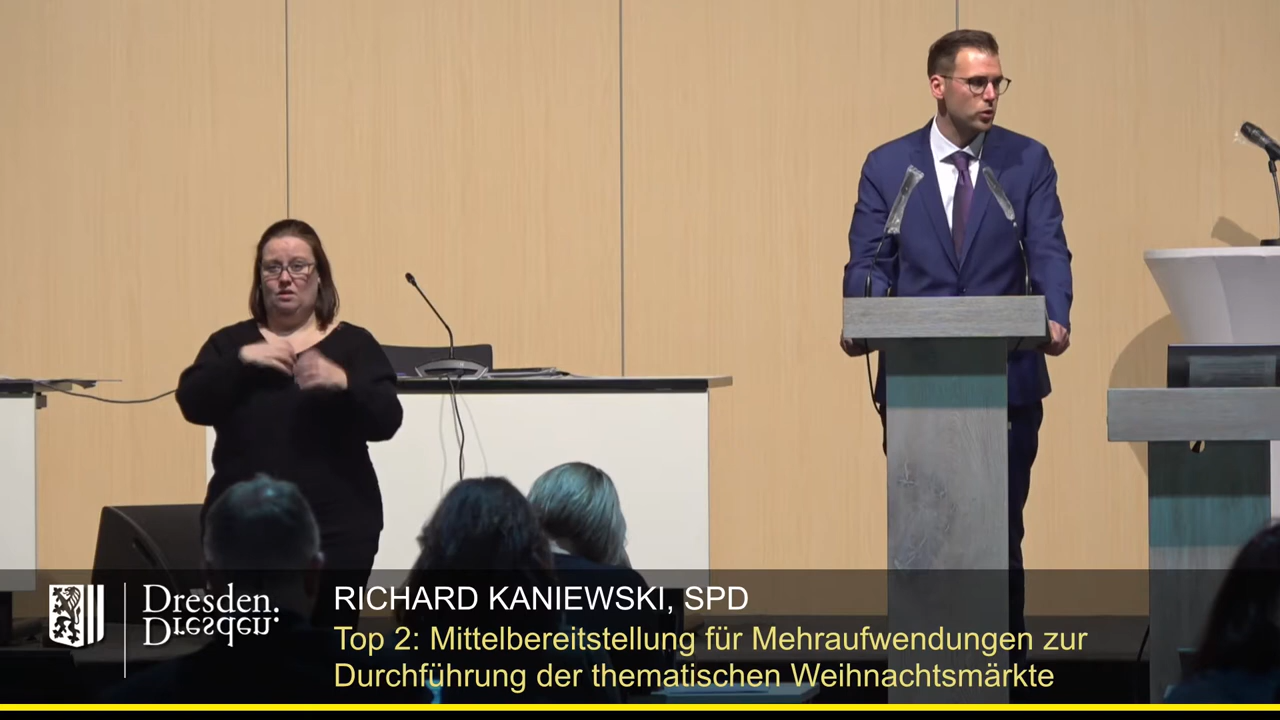 Dresden.
Dresden.
RICHARD KANIEWSKI, SPD
Top 2: Mittelbereitstellung für Mehraufwendungen zur
Durchführung der thematischen Weihnachtsmärkte